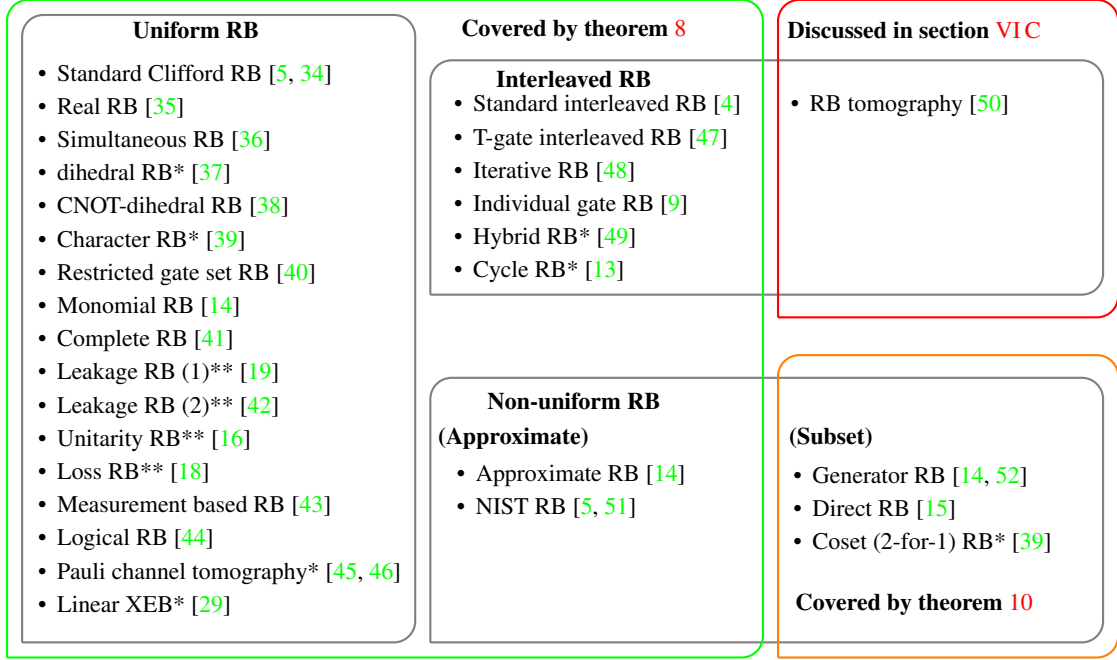 Uniform RB
• Standard Clifford RB [5, 34]
• Real RB [35]
• Simultaneous RB [36]
• dihedral RB* [37]
• CNOT-dihedral RB [38]
• Character RB* [39]
• Restricted gate set RB [40]
• Monomial RB [14]
• Complete RB [41]
• Leakage RB (1)** [19]
• Leakage RB (2)** [42]
• Unitarity RB** [16]
• Loss RB** [18]
• Measurement based RB [43]
• Logical RB [44]
• Pauli channel tomography* [45, 46]
• Linear XEB* [29]
Covered by theorem 8
Interleaved RB
• Standard interleaved RB [4]
• T-gate interleaved RB [47]
• Iterative RB [48]
• Individual gate RB [9]
• Hybrid RB* [49]
• Cycle RB* [13]
Discussed in section VI C
• RB tomography [50]
Non-uniform RB
(Approximate)
• Approximate RB [14]
• NIST RB [5, 51]
(Subset)
• Generator RB [14, 52]
• Direct RB [15]
• Coset (2-for-1) RB* [39]
Covered by theorem 10